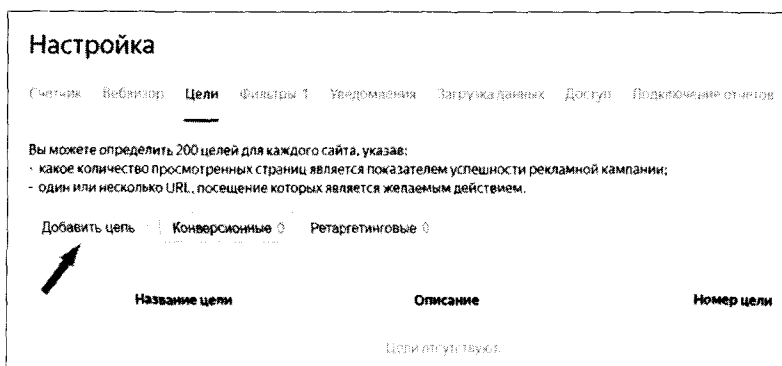 Настройка
Счетчик Вебвизор Цели Фильтры 1 Уведомления Загрузка данных Доступ Подключение отчетов
Вы можете определить 200 целей для каждого сайта, указав:
- какое количество просмотренных страниц является показателем успешности рекламной кампании;
- один или несколько URL, посещение которых является желаемым действием.
Добавить цель Конверсионные 0 Ретаргетинговые 0
Название цели Описание Номер цели
Цели отсутствуют.